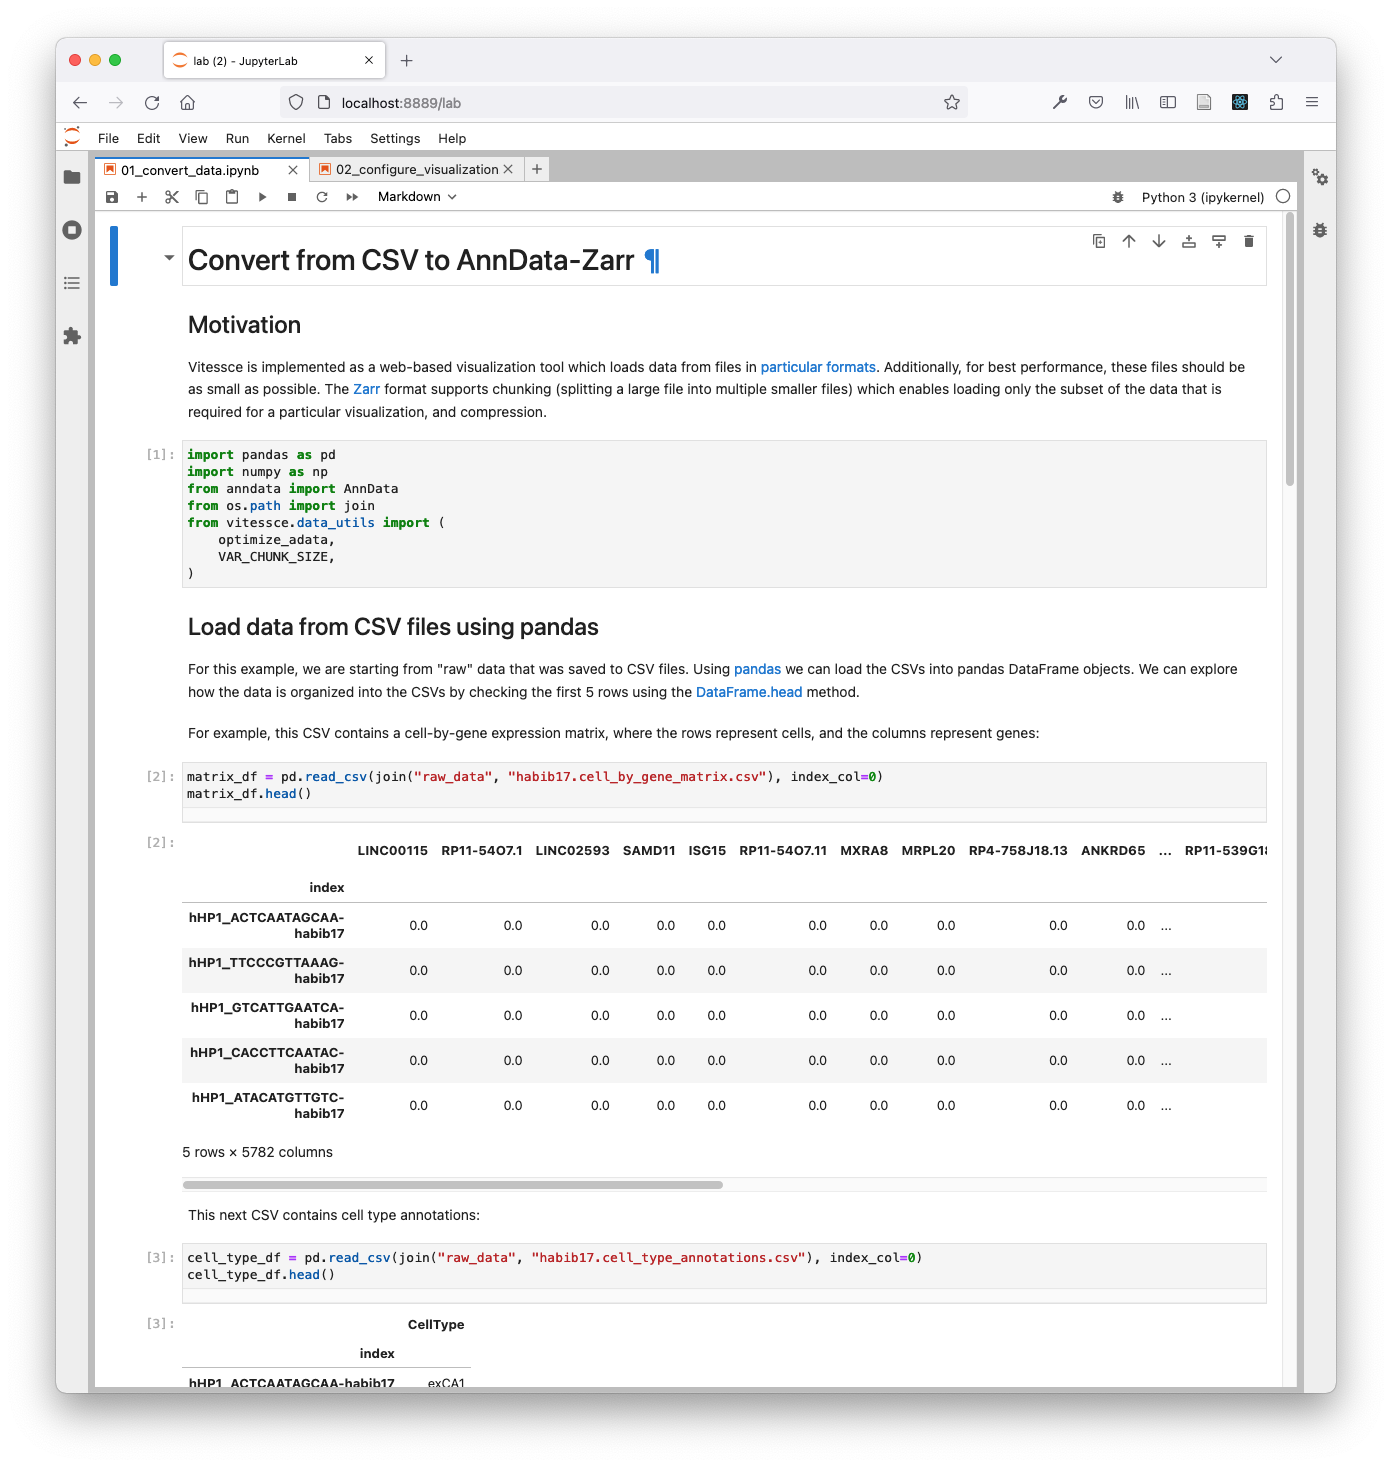 lab (2) - JupyterLab
localhost:8889/lab
File Edit View Run Kernel Tabs Settings Help
01_convert_data.ipynb
02_configure_visualization
Markdown
Python 3 (ipykernel)
Convert from CSV to AnnData-Zarr ¶
Motivation
Vitessce is implemented as a web-based visualization tool which loads data from files in particular formats. Additionally, for best performance, these files should be
as small as possible. The Zarr format supports chunking (splitting a large file into multiple smaller files) which enables loading only the subset of the data that is
required for a particular visualization, and compression.
[1]: import pandas as pd
import numpy as np
from anndata import AnnData
from os.path import join
from vitessce.data_utils import (
    optimize_adata,
    VAR_CHUNK_SIZE,
)
Load data from CSV files using pandas
For this example, we are starting from "raw" data that was saved to CSV files. Using pandas we can load the CSVs into pandas DataFrame objects. We can explore
how the data is organized into the CSVs by checking the first 5 rows using the DataFrame.head method.
For example, this CSV contains a cell-by-gene expression matrix, where the rows represent cells, and the columns represent genes:
[2]: matrix_df = pd.read_csv(join("raw_data", "habib17.cell_by_gene_matrix.csv"), index_col=0)
matrix_df.head()
[2]:
LINC00115 RP11-54O7.1 LINC02593 SAMD11 ISG15 RP11-54O7.11 MXRA8 MRPL20 RP4-758J18.13 ANKRD65 ... RP11-539G18
index
hHP1_ACTCAATAGCAA-
habib17 0.0 0.0 0.0 0.0 0.0 0.0 0.0 0.0 0.0 0.0 ...
hHP1_TTCCCGTTAAAG-
habib17 0.0 0.0 0.0 0.0 0.0 0.0 0.0 0.0 0.0 0.0 ...
hHP1_GTCATTGAATCA-
habib17 0.0 0.0 0.0 0.0 0.0 0.0 0.0 0.0 0.0 0.0 ...
hHP1_CACCTTCAATAC-
habib17 0.0 0.0 0.0 0.0 0.0 0.0 0.0 0.0 0.0 0.0 ...
hHP1_ATACATGTTGTC-
habib17 0.0 0.0 0.0 0.0 0.0 0.0 0.0 0.0 0.0 0.0 ...
5 rows × 5782 columns
This next CSV contains cell type annotations:
[3]: cell_type_df = pd.read_csv(join("raw_data", "habib17.cell_type_annotations.csv"), index_col=0)
cell_type_df.head()
[3]:
CellType
index
hHP1_ACTCAATAGCAA-habib17 exCA1